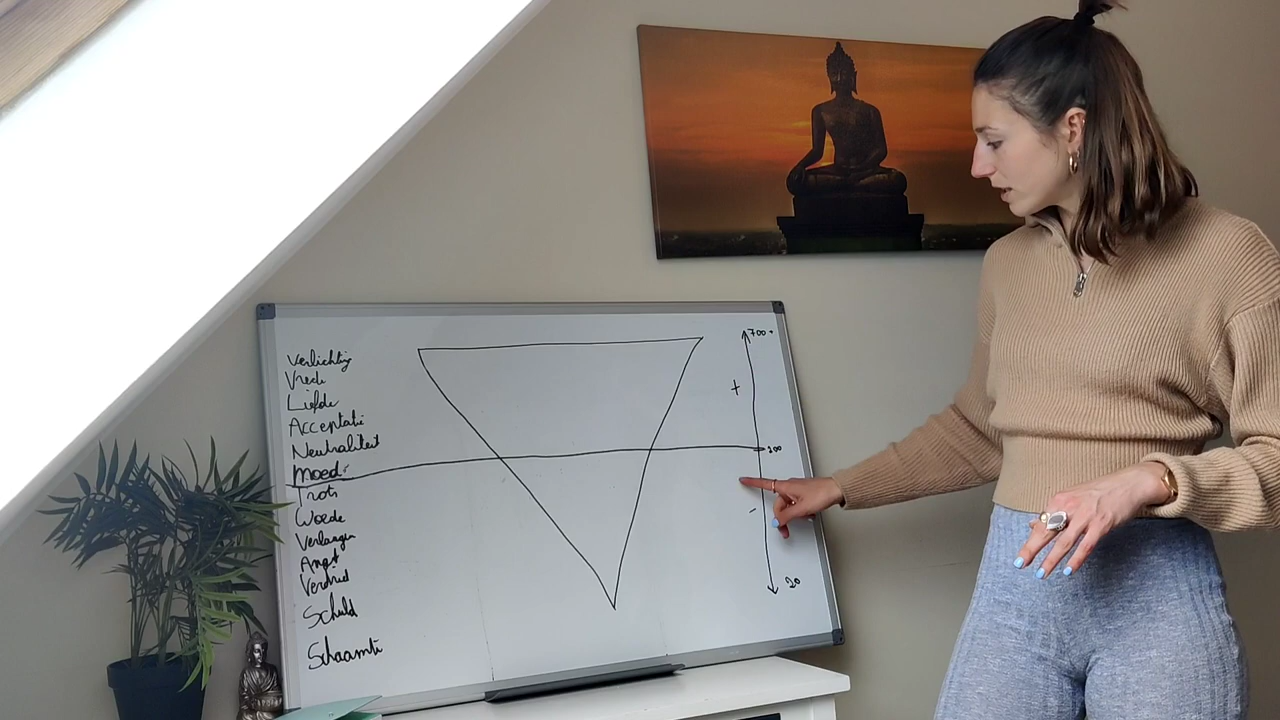 Verlichting
Vrede
Liefde
Acceptatie
Neutraliteit
Moed
Trots
Woede
Verlangen
Angst
Verdriet
Schuld
Schaamte
700+
+
200
-
20